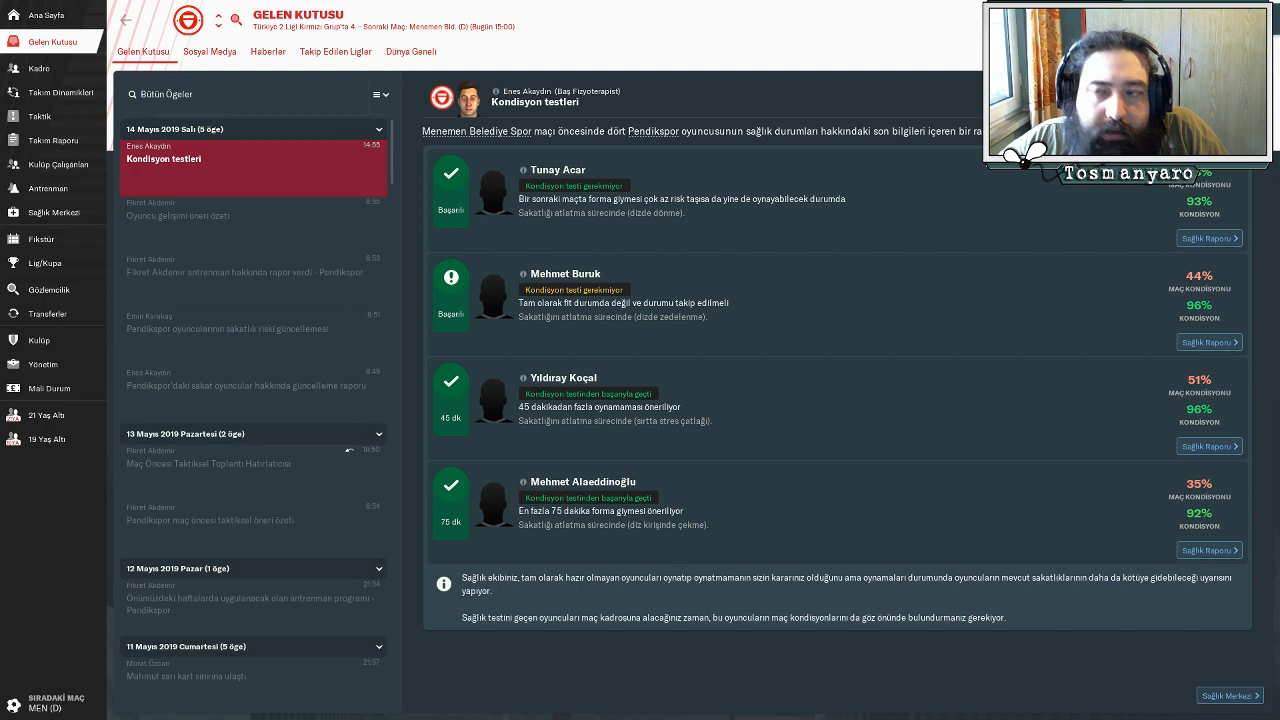 Ana Sayfa
Gelen Kutusu
Kadro
Takım Dinamikleri
Taktik
Takım Raporu
Kulüp Çalışanları
Antrenman
Sağlık Merkezi
Fikstür
Lig/Kupa
Gözlemcilik
Transferler
Kulüp
Yönetim
Mali Durum
21 Yaş Altı
19 Yaş Altı
SIRADAKİ MAÇ
MEN (D)
GELEN KUTUSU
Türkiye 2.Ligi Kırmızı Grup'ta 4. - Sonraki Maç: Menemen Bld. (D) (Bugün 15:00)
Gelen Kutusu Sosyal Medya Haberler Takip Edilen Ligler Dünya Geneli
Bütün Ögeler
14 Mayıs 2019 Salı (5 öge)
Enes Akaydın 14:55
Kondisyon testleri
Fikret Akdemir 8:56
Oyuncu gelişimi öneri özeti
Fikret Akdemir 8:53
Fikret Akdemir antrenman hakkında rapor verdi - Pendikspor
Emin Karakaş 8:51
Pendikspor oyuncularının sakatlık riski güncellemesi
Enes Akaydın 8:49
Pendikspor'daki sakat oyuncular hakkında güncelleme raporu
13 Mayıs 2019 Pazartesi (2 öge)
Fikret Akdemir 18:50
Maç Öncesi Taktiksel Toplantı Hatırlatıcısı
Fikret Akdemir 8:54
Pendikspor maç öncesi taktiksel öneri özeti
12 Mayıs 2019 Pazar (1 öge)
Fikret Akdemir 21:34
Önümüzdeki haftalarda uygulanacak olan antrenman programı -
Pendikspor
11 Mayıs 2019 Cumartesi (5 öge)
Murat Özsan 21:57
Mahmut sarı kart sınırına ulaştı
Enes Akaydın (Baş Fizyoterapist)
Kondisyon testleri
Menemen Belediye Spor maçı öncesinde dört Pendikspor oyuncusunun sağlık durumları hakkındaki son bilgileri içeren bir
Tosmanyaro
Başarılı
Tunay Acar
Kondisyon testi gerekmiyor
Bir sonraki maçta forma giymesi çok az risk taşısa da yine de oynayabilecek durumda
Sakatlığı atlatma sürecinde (dizde dönme).
MAÇ KONDİSYONU
93%
KONDİSYON
Sağlık Raporu
Başarılı
Mehmet Buruk
Kondisyon testi gerekmiyor
Tam olarak fit durumda değil ve durumu takip edilmeli
Sakatlığını atlatma sürecinde (dizde zedelenme).
44%
MAÇ KONDİSYONU
96%
KONDİSYON
Sağlık Raporu
45 dk
Yıldıray Koçal
Kondisyon testinden başarıyla geçti
45 dakikadan fazla oynamaması öneriliyor
Sakatlığını atlatma sürecinde (sırtta stres çatlağı).
51%
MAÇ KONDİSYONU
96%
KONDİSYON
Sağlık Raporu
75 dk
Mehmet Alaeddinoğlu
Kondisyon testinden başarıyla geçti
En fazla 75 dakika forma giymesi öneriliyor
Sakatlığını atlatma sürecinde (diz kirişinde çekme).
35%
MAÇ KONDİSYONU
92%
KONDİSYON
Sağlık Raporu
Sağlık ekibiniz, tam olarak hazır olmayan oyuncuları oynatıp oynatmamanın sizin kararınız olduğunu ama oynamaları durumunda oyuncuların mevcut sakatlıklarının daha da kötüye gidebileceği uyarısını
yapıyor.
Sağlık testini geçen oyuncuları maç kadrosuna alacağınız zaman, bu oyuncuların maç kondisyonlarını da göz önünde bulundurmanız gerekiyor.
Sağlık Merkezi